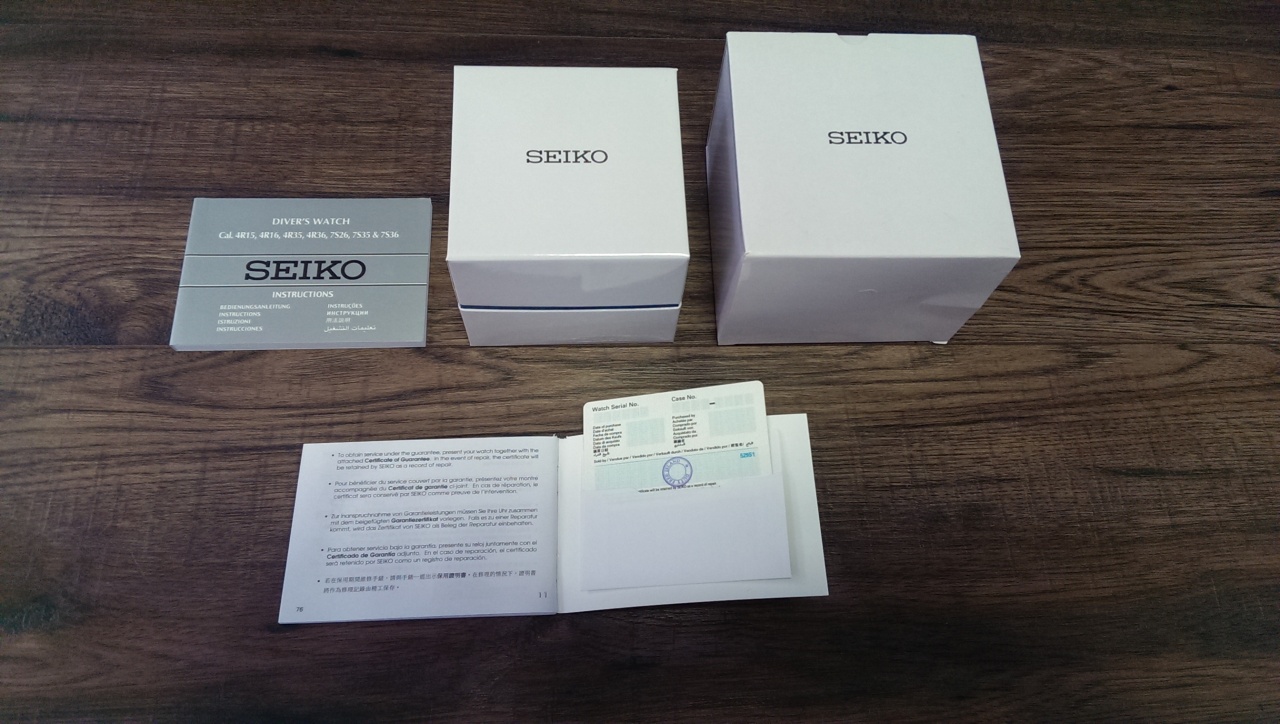 SEIKO
SEIKO
DIVER'S WATCH
Cal. 4R15, 4R16, 4R35, 4R36, 7S26, 7S35 & 7S36
SEIKO
INSTRUCTIONS
BEDIENUNGSANLEITUNG
INSTRUCTIONS
ISTRUZIONI
INSTRUCCIONES
INSTRUÇÕES
ИНСТРУКЦИЯ
تعليمات التشغيل
Watch Serial No.
Case No.
Date of purchase
Purchased by
52951
• To obtain service under the guarantee, present your watch together with the
attached Certificate of Guarantee. In the event of repair, the certificate will
be retained by SEIKO as a record of repair.
• Pour bénéficier du service couvert par la garantie, présentez votre montre
accompagnée du Certificat de garantie ci-joint. En cas de réparation, le
certificat sera conservé par SEIKO comme preuve de l'intervention.
• Zur Inanspruchnahme von Garantieleistungen müssen Sie Ihre Uhr zusammen
mit dem beigefügten Garantiezertifikat vorlegen. Falls es zu einer Reparatur
kommt, wird das Zertifikat von SEIKO als Beleg der Reparatur einbehalten.
• Para obtener servicio bajo la garantía, presente su reloj juntamente con el
Certificado de Garantía adjunto. En el caso de reparación, el certificado
será retenido por SEIKO como un registro de reparación.
76